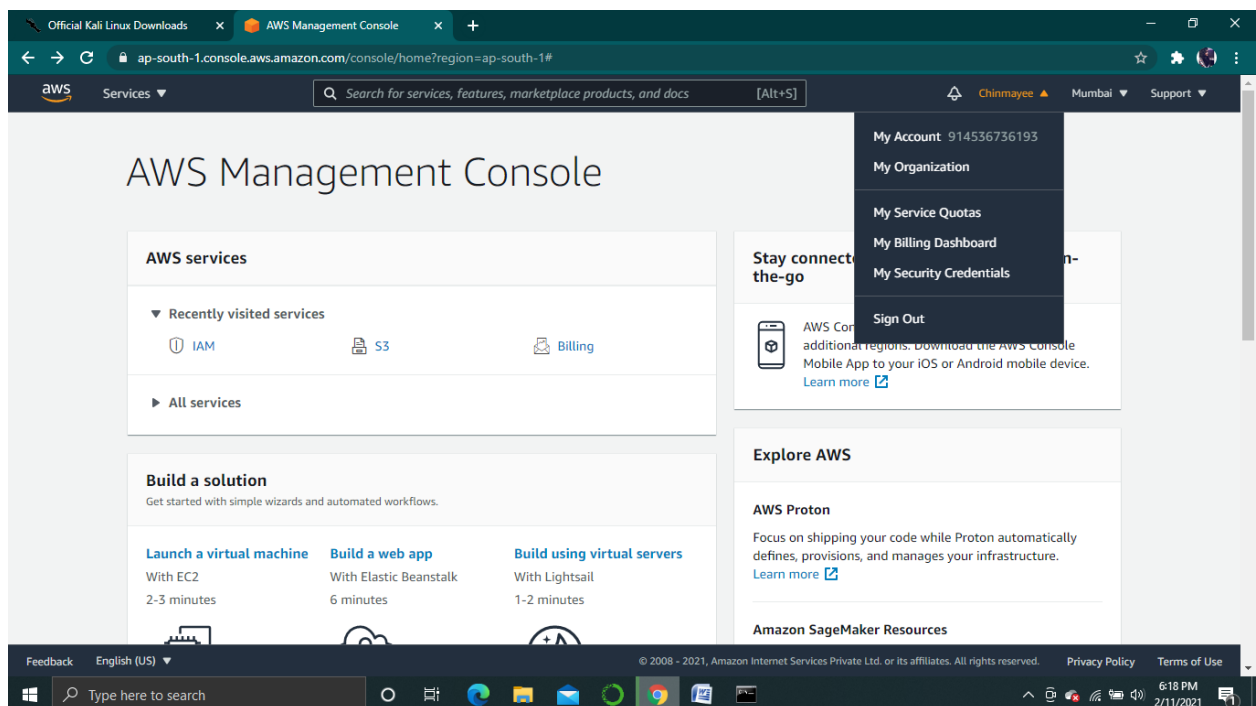 Official Kali Linux Downloads
AWS Management Console
ap-south-1.console.aws.amazon.com/console/home?region=ap-south-1#
aws
Services ▼
Search for services, features, marketplace products, and docs [Alt+S]
Chinmayee ▲
Mumbai ▼
Support ▼
My Account 914536736193
My Organization
My Service Quotas
My Billing Dashboard
My Security Credentials
Sign Out
AWS Management Console
AWS services
▼ Recently visited services
IAM
S3
Billing
▶ All services
Stay connect
n-
the-go
AWS Con
additional regions. Download the AWS Console
Mobile App to your iOS or Android mobile device.
Learn more
Build a solution
Get started with simple wizards and automated workflows.
Launch a virtual machine
With EC2
2-3 minutes
Build a web app
With Elastic Beanstalk
6 minutes
Build using virtual servers
With Lightsail
1-2 minutes
Explore AWS
AWS Proton
Focus on shipping your code while Proton automatically
defines, provisions, and manages your infrastructure.
Learn more
Amazon SageMaker Resources
Feedback
English (US) ▼
© 2008 - 2021, Amazon Internet Services Private Ltd. or its affiliates. All rights reserved.
Privacy Policy
Terms of Use
Type here to search
6:18 PM
2/11/2021